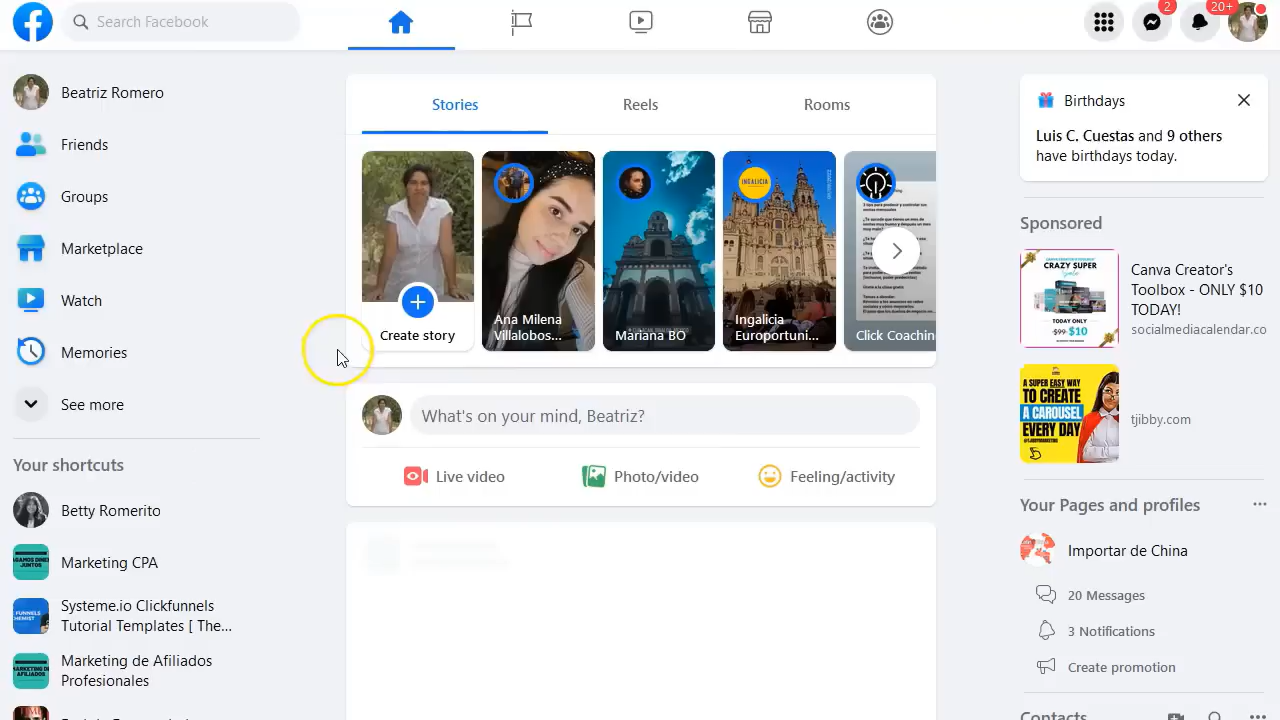 Search Facebook
2
20+
Beatriz Romero
Friends
Groups
Marketplace
Watch
Memories
See more
Your shortcuts
Betty Romerito
Marketing CPA
Systeme.io Clickfunnels
Tutorial Templates [ The...
Marketing de Afiliados
Profesionales
Stories
Reels
Rooms
Create story
Ana Milena
Villalobos...
Mariana BO
INGALICIA
Ingalicia
Europortuni...
Click Coachin
What's on your mind, Beatriz?
Live video
Photo/video
Feeling/activity
Birthdays
Luis C. Cuestas and 9 others
have birthdays today.
Sponsored
CRAZY SUPER
TODAY ONLY
$99 $10
Canva Creator's
Toolbox - ONLY $10
TODAY!
socialmediacalendar.co
A SUPER EASY WAY
TO CREATE
A CAROUSEL
EVERY DAY
tjibby.com
Your Pages and profiles
Importar de China
20 Messages
3 Notifications
Create promotion
Contacts